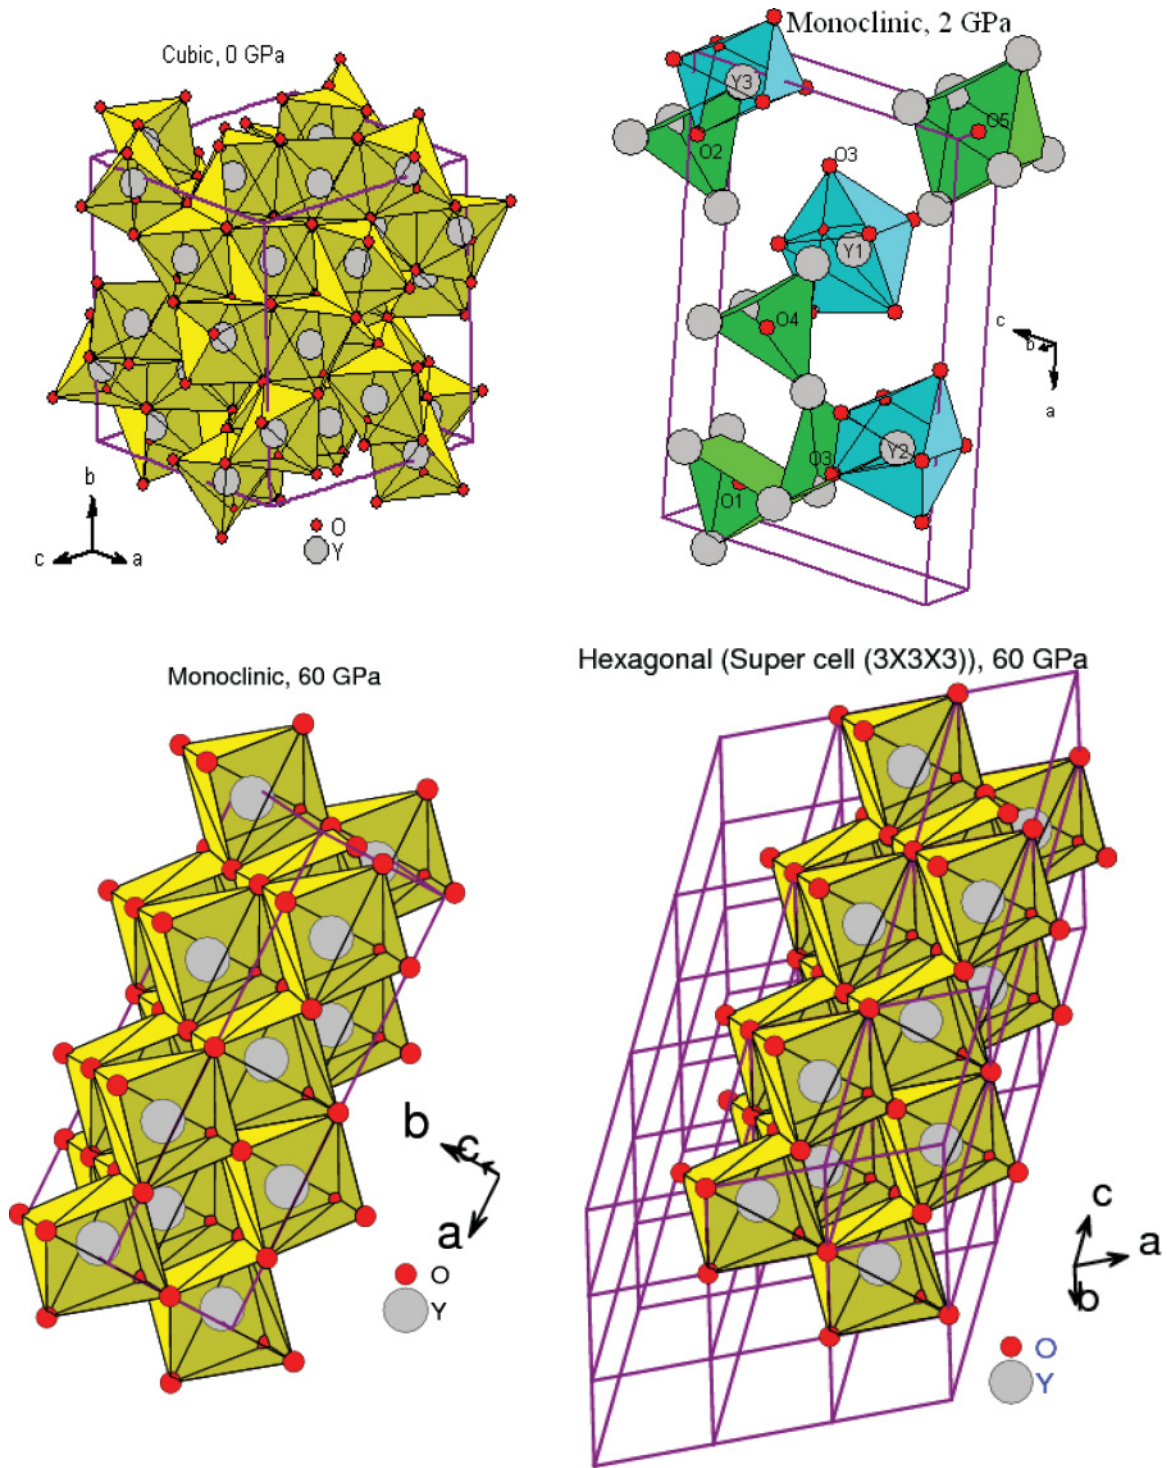 Cubic, 0 GPa
b
c
a
O
Y
Monoclinic, 2 GPa
Y3
O2
O5
O3
Y1
O4
c
b
a
O3
Y2
O1
Monoclinic, 60 GPa
b
c
a
O
Y
Hexagonal (Super cell (3X3X3)), 60 GPa
c
a
b
O
Y